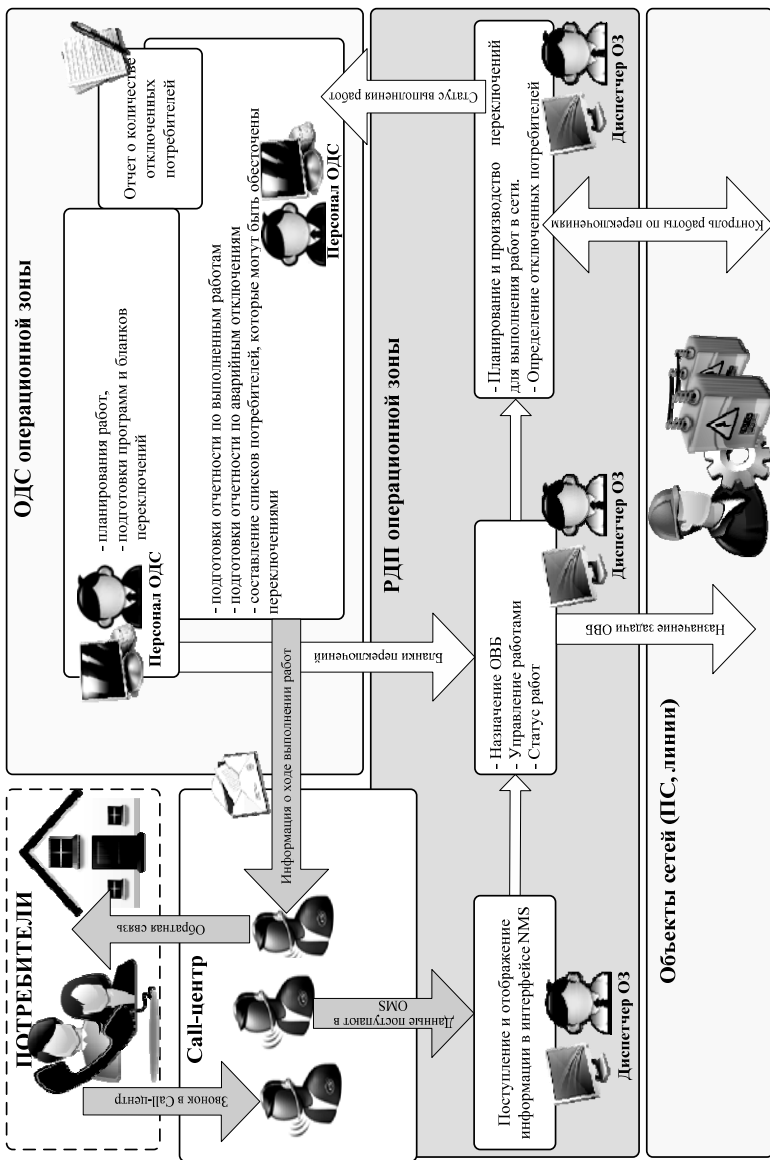 ПОТРЕБИТЕЛИ
Звонок в Call-центр
Обратная связь
Call-центр
Данные поступают в
OMS
Информация о ходе выполнении работ
ОДС операционной зоны
- планирования работ,
- подготовки программ и бланков
переключений
Персонал ОДС
Отчет о количестве
отключенных
потребителей
- подготовки отчетности по выполненным работам
- подготовки отчетности по аварийным отключениям
- составление списков потребителей, которые могут быть обесточены
переключениями
Персонал ОДС
Бланки переключений
Статус выполнения работ
РДП операционной зоны
Поступление и отображение
информации в интерфейсе NMS
Диспетчер ОЗ
- Назначение ОВБ
- Управление работами
- Статус работ
Диспетчер ОЗ
- Планирование и производство переключений
для выполнения работ в сети.
- Определение отключенных потребителей
Диспетчер ОЗ
Назначение задачи ОВБ
Контроль работы по переключениям
Объекты сетей (ПС, линии)